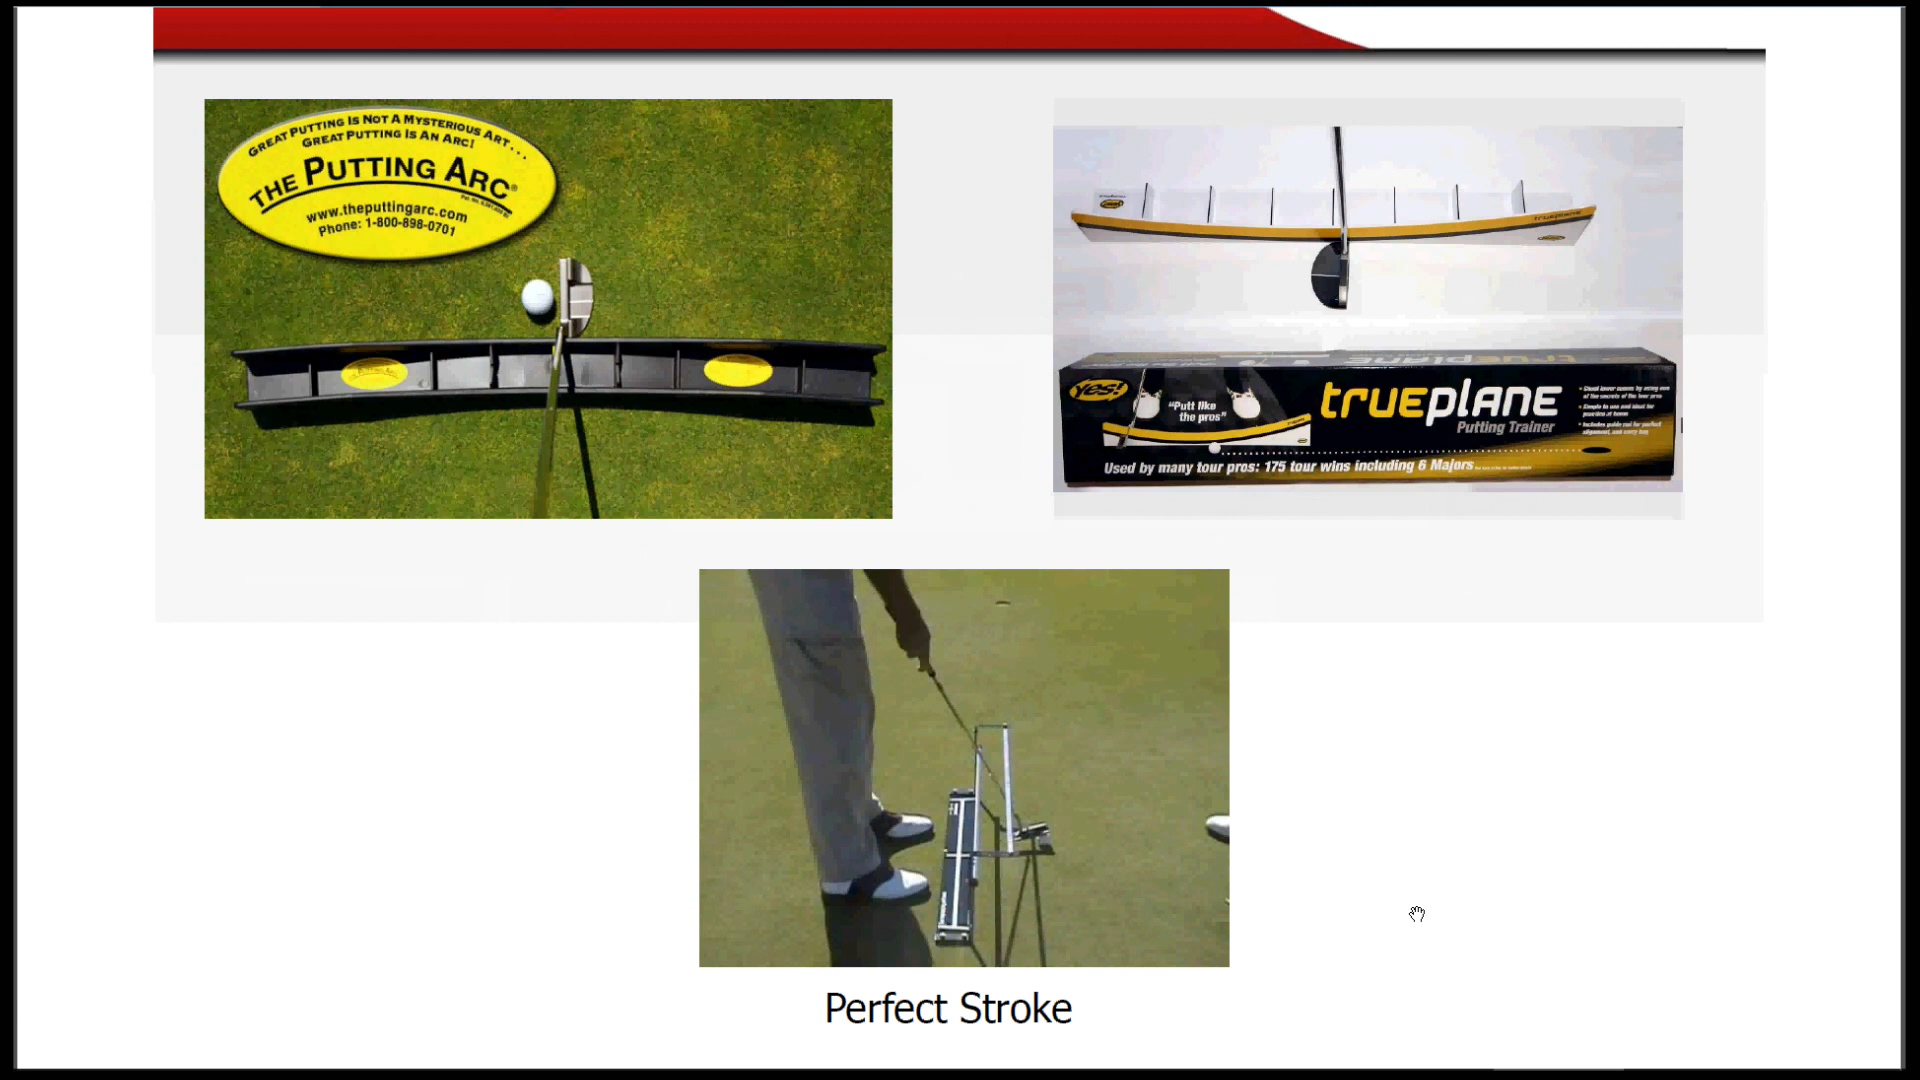 GREAT PUTTING IS NOT A MYSTERIOUS ART...
GREAT PUTTING IS AN ARC!
THE PUTTING ARC®
www.theputtingarc.com
Phone: 1-800-898-0701
trueplane
Yes!
"Putt like
the pros"
trueplane
Putting Trainer
Used by many tour pros: 175 tour wins including 6 Majors
Perfect Stroke